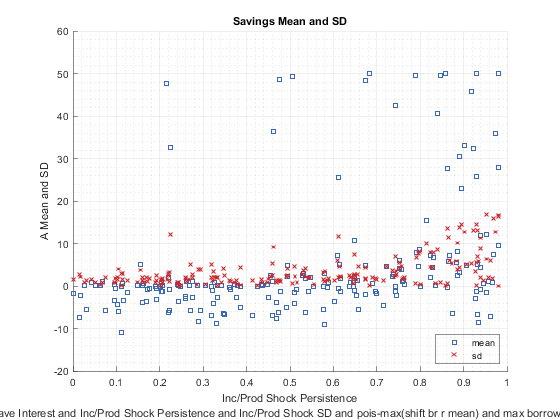 Savings Mean and SD
60
50
40
30
20
10
0
-10
-20
A Mean and SD
0 0.1 0.2 0.3 0.4 0.5 0.6 0.7 0.8 0.9 1
mean
sd
Inc/Prod Shock Persistence
ave Interest and Inc/Prod Shock Persistence and Inc/Prod Shock SD and pois-max(shift br r mean) and max borrow